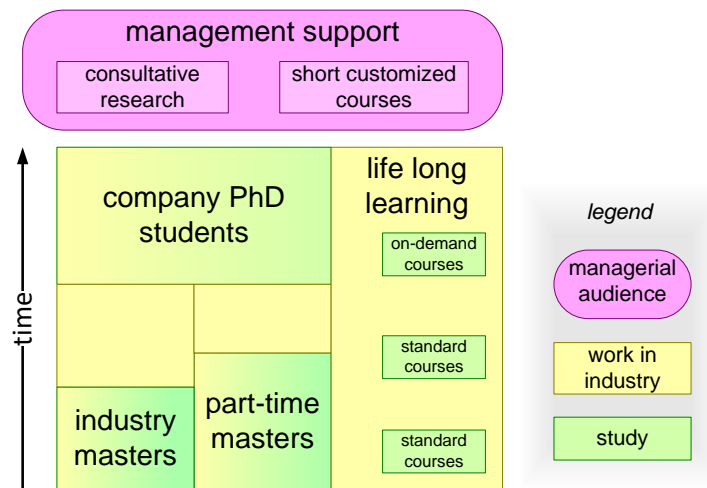 management support
consultative
research
short customized
courses
time
company PhD
students
life long
learning
on-demand
courses
standard
courses
industry
masters
part-time
masters
standard
courses
legend
managerial
audience
work in
industry
study